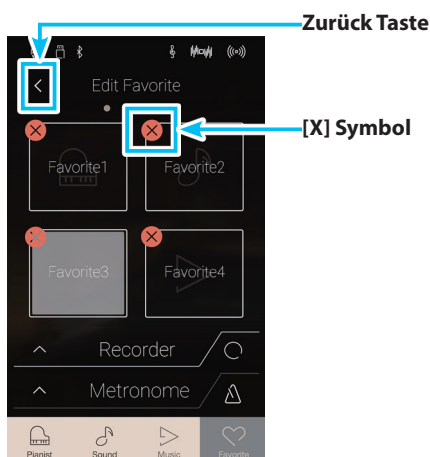 Zurück Taste
Edit Favorite
[X] Symbol
Favorite1
Favorite2
Favorite3
Favorite4
Recorder
Metronome
Pianist
Sound
Music
Favorite